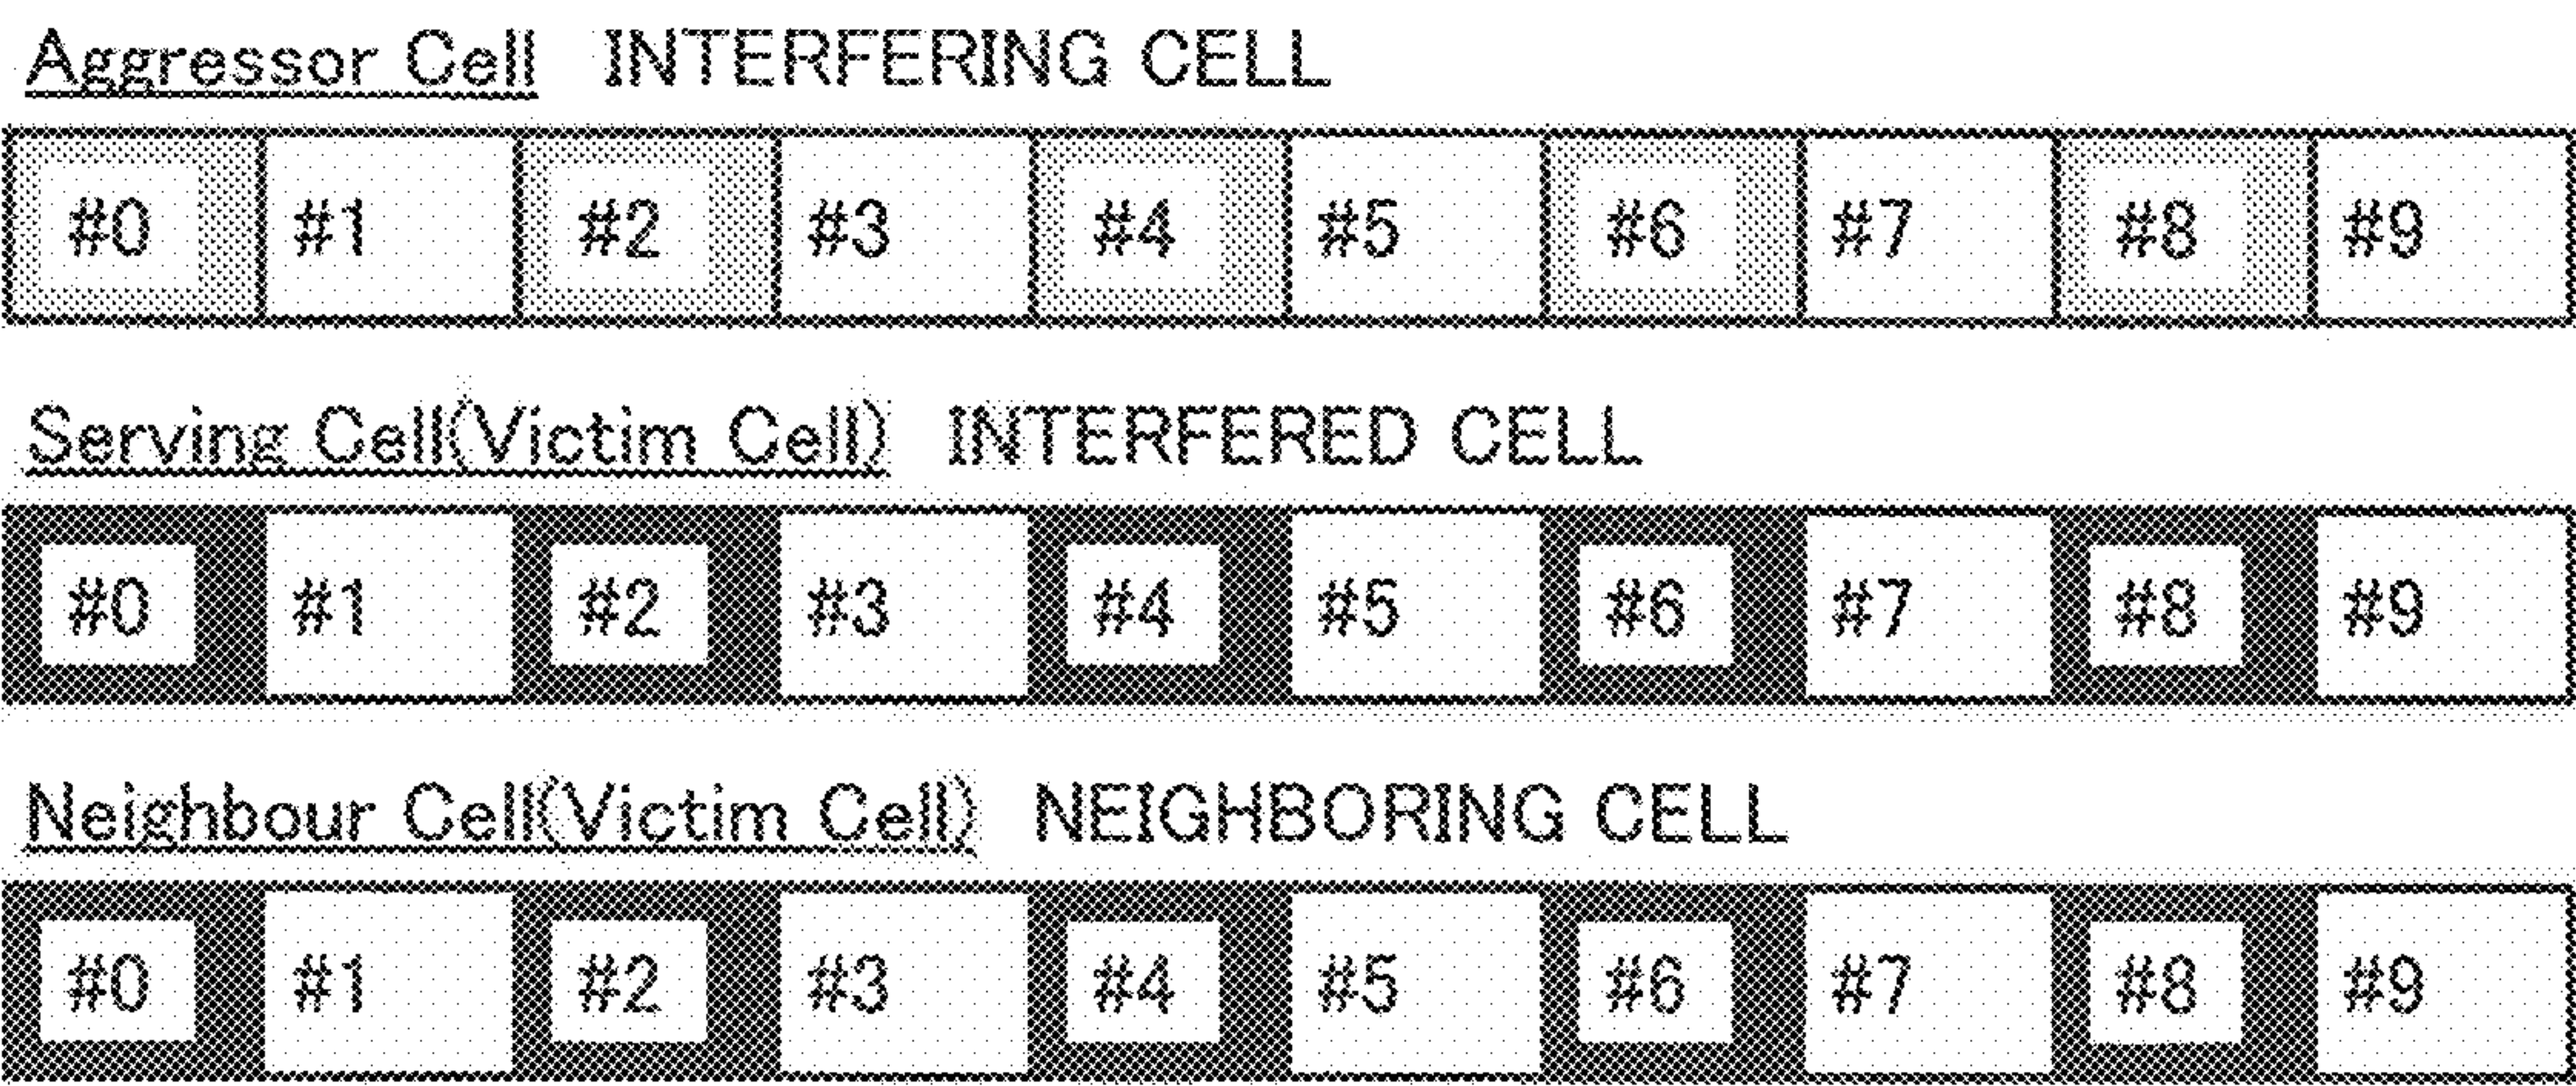 Aggressor Cell INTERFERING CELL
#0 #1 #2 #3 #4 #5 #6 #7 #8 #9
Serving Cell(Victim Cell) INTERFERED CELL
#0 #1 #2 #3 #4 #5 #6 #7 #8 #9
Neighbour Cell(Victim Cell) NEIGHBORING CELL
#0 #1 #2 #3 #4 #5 #6 #7 #8 #9